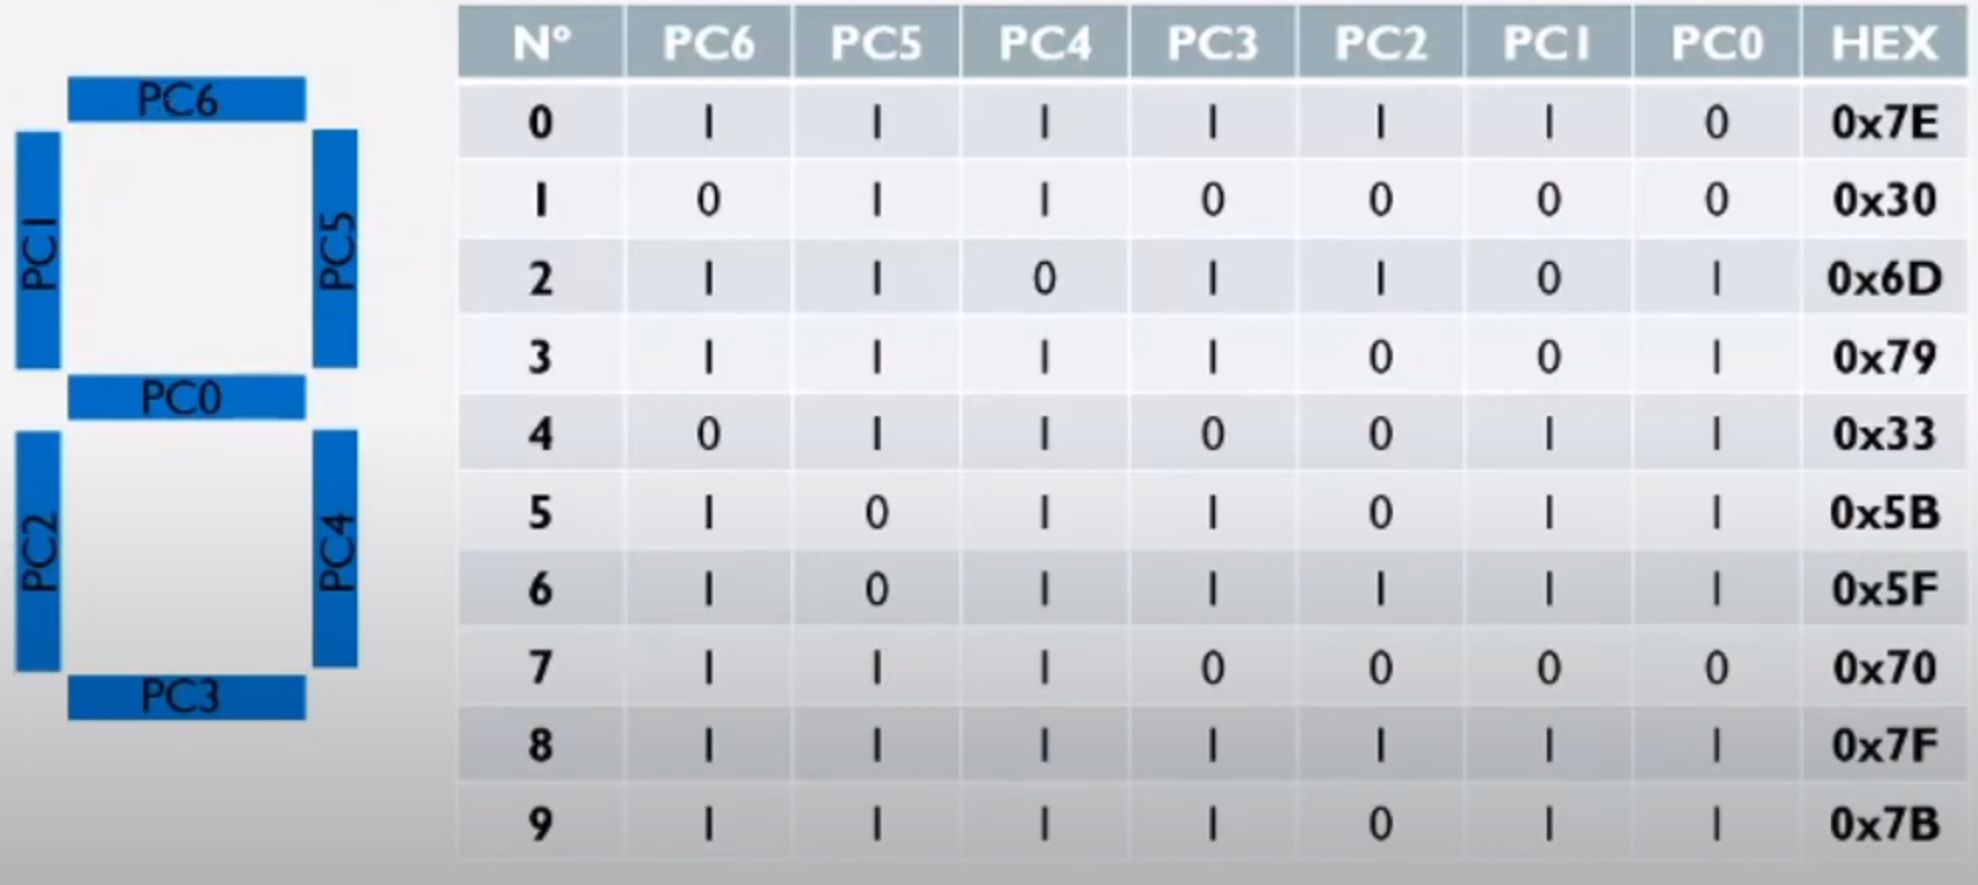 PC6
PC1
PC5
PC0
PC2
PC4
PC3
Nº PC6 PC5 PC4 PC3 PC2 PC1 PC0 HEX
0 1 1 1 1 1 1 0 0x7E
1 0 1 1 0 0 0 0 0x30
2 1 1 0 1 1 0 1 0x6D
3 1 1 1 1 0 0 1 0x79
4 0 1 1 0 0 1 1 0x33
5 1 0 1 1 0 1 1 0x5B
6 1 0 1 1 1 1 1 0x5F
7 1 1 1 0 0 0 0 0x70
8 1 1 1 1 1 1 1 0x7F
9 1 1 1 1 0 1 1 0x7B